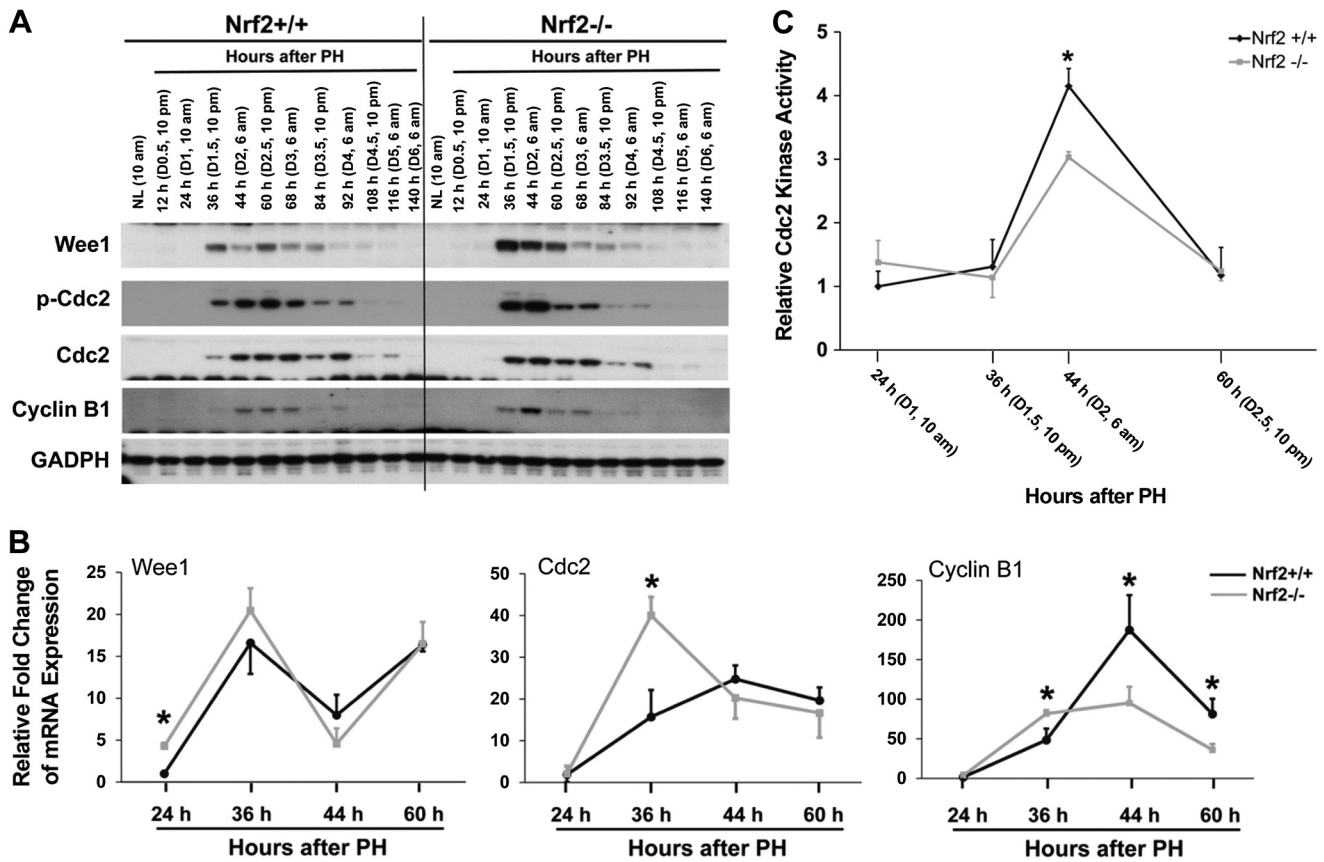 A
Nrf2+/+
Nrf2-/-
Hours after PH
Hours after PH
NL (10 am)
12 h (D0.5, 10 pm)
24 h (D1, 10 am)
36 h (D1.5, 10 pm)
44 h (D2, 6 am)
60 h (D2.5, 10 pm)
68 h (D3, 6 am)
84 h (D3.5, 10 pm)
92 h (D4, 6 am)
108 h (D4.5, 10 pm)
116 h (D5, 6 am)
140 h (D6, 6 am)
NL (10 am)
12 h (D0.5, 10 pm)
24 h (D1, 10 am)
36 h (D1.5, 10 pm)
44 h (D2, 6 am)
60 h (D2.5, 10 pm)
68 h (D3, 6 am)
84 h (D3.5, 10 pm)
92 h (D4, 6 am)
108 h (D4.5, 10 pm)
116 h (D5, 6 am)
140 h (D6, 6 am)
Wee1
p-Cdc2
Cdc2
Cyclin B1
GADPH
C
Relative Cdc2 Kinase Activity
5
4
3
2
1
0
*
Nrf2 +/+
Nrf2 -/-
24 h (D1, 10 am)
36 h (D1.5, 10 pm)
44 h (D2, 6 am)
60 h (D2.5, 10 pm)
Hours after PH
B
Relative Fold Change
of mRNA Expression
Wee1
25
20
15
10
5
0
*
24 h 36 h 44 h 60 h
Hours after PH
Cdc2
50
40
30
20
10
0
*
24 h 36 h 44 h 60 h
Hours after PH
Cyclin B1
250
200
150
100
50
0
*
*
*
Nrf2+/+
Nrf2-/-
24 h 36 h 44 h 60 h
Hours after PH